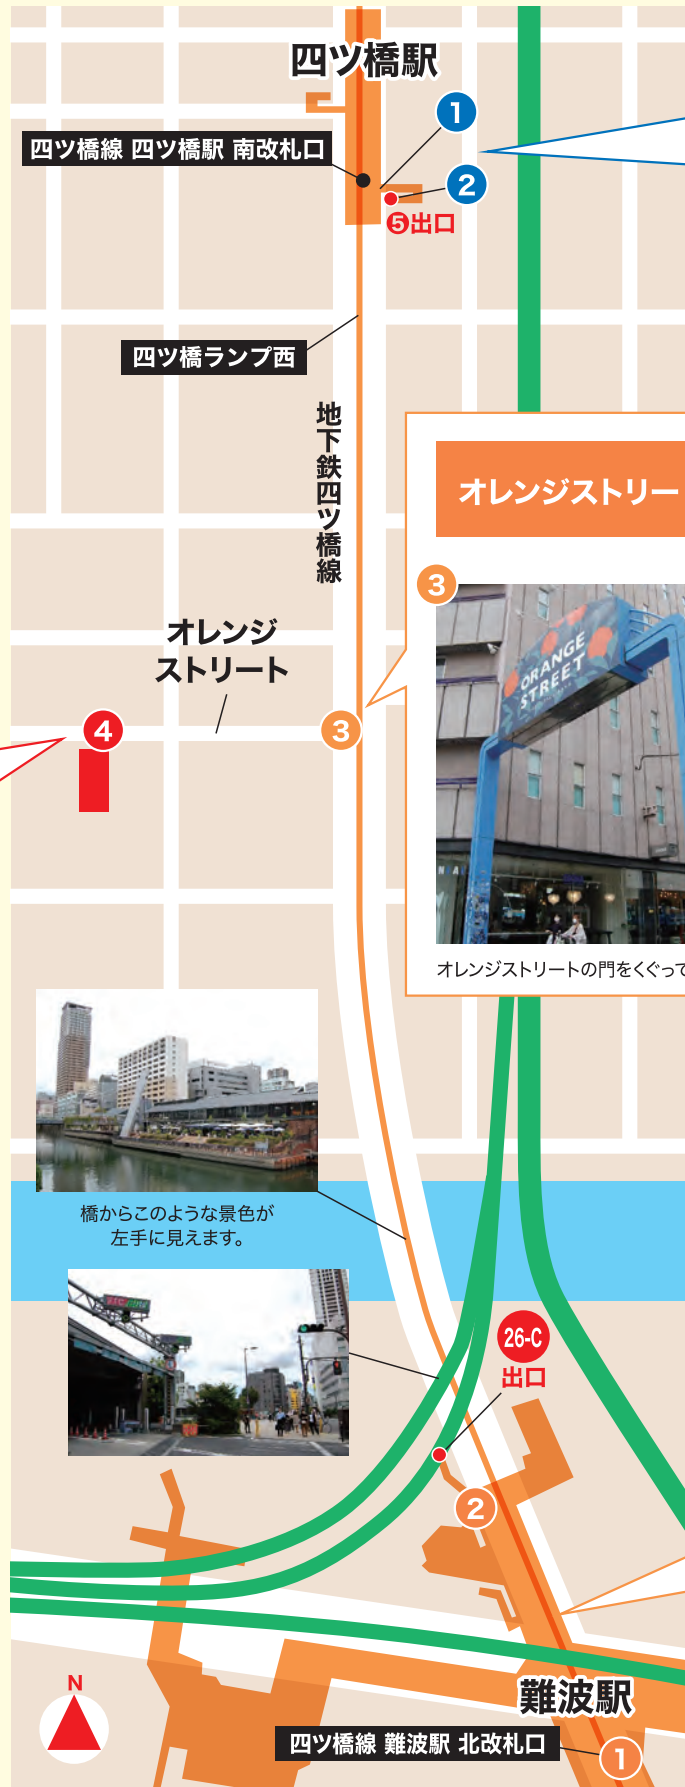 四ツ橋駅
1
四ツ橋線 四ツ橋駅 南改札口
2
❺出口
四ツ橋ランプ西
地下鉄四ツ橋線
オレンジストリー
3
ORANGE
STREET
オレンジ
ストリート
4
3
オレンジストリートの門をくぐって
橋からこのような景色が
左手に見えます。
26-C
出口
2
N
難波駅
四ツ橋線 難波駅 北改札口
1